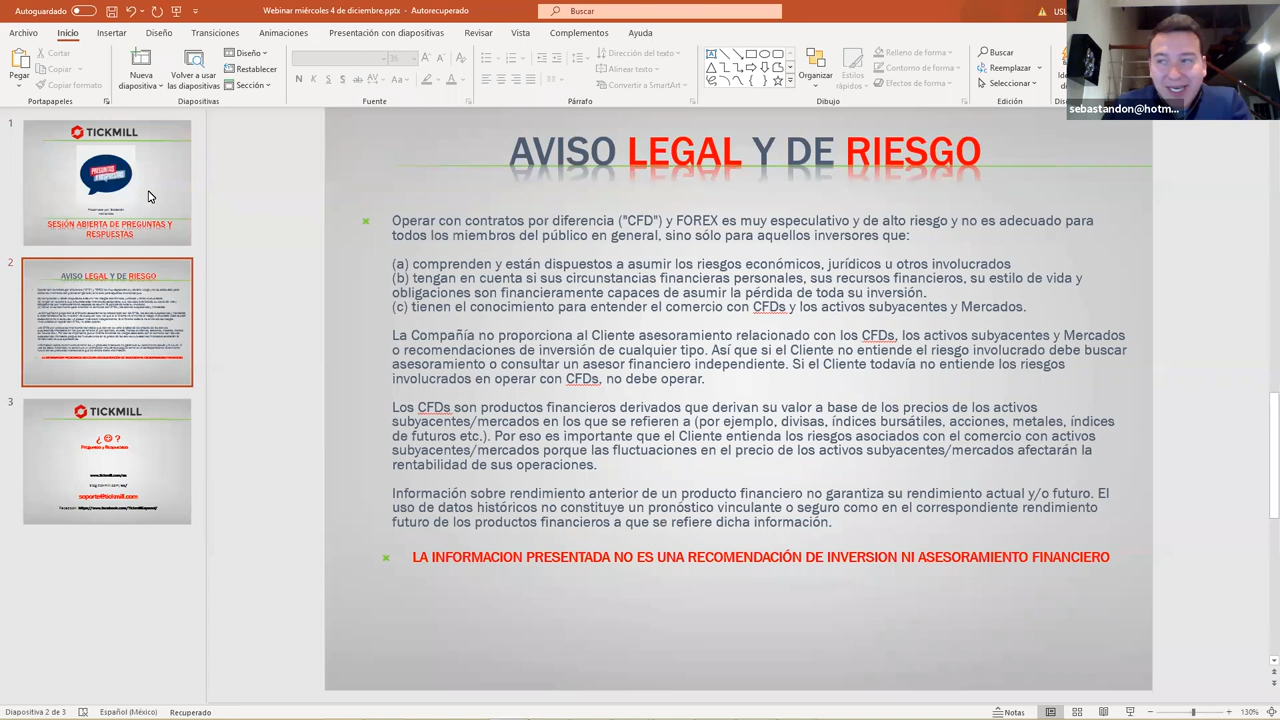 Autoguardado
Webinar miércoles 4 de diciembre.pptx - Autorecuperado
Buscar
Archivo Inicio Insertar Diseño Transiciones Animaciones Presentación con diapositivas Revisar Vista Complementos Ayuda
Pegar
Cortar
Copiar
Copiar formato
Portapapeles
Nueva diapositiva
Volver a usar las diapositivas
Diseño
Restablecer
Sección
Diapositivas
Fuente
Dirección del texto
Alinear texto
Convertir a SmartArt
Párrafo
Organizar
Estilos rápidos
Relleno de forma
Contorno de forma
Efectos de forma
Dibujo
Buscar
Reemplazar
Seleccionar
Edición
sebastandon@hotm...
1
TICKMILL
PREGUNTAS
SESIÓN ABIERTA DE PREGUNTAS Y
RESPUESTAS
2
AVISO LEGAL Y DE RIESGO
3
TICKMILL
Preguntas y Respuestas
soporte@tickmill.com
AVISO LEGAL Y DE RIESGO
Operar con contratos por diferencia ("CFD") y FOREX es muy especulativo y de alto riesgo y no es adecuado para
todos los miembros del público en general, sino sólo para aquellos inversores que:
(a) comprenden y están dispuestos a asumir los riesgos económicos, jurídicos u otros involucrados
(b) tengan en cuenta si sus circunstancias financieras personales, sus recursos financieros, su estilo de vida y
obligaciones son financieramente capaces de asumir la pérdida de toda su inversión
(c) tienen el conocimiento para entender el comercio con CFDs y los activos subyacentes y Mercados.
La Compañía no proporciona al Cliente asesoramiento relacionado con los CFDs, los activos subyacentes y Mercados
o recomendaciones de inversión de cualquier tipo. Así que si el Cliente no entiende el riesgo involucrado debe buscar
asesoramiento o consultar un asesor financiero independiente. Si el Cliente todavía no entiende los riesgos
involucrados en operar con CFDs, no debe operar.
Los CFDs son productos financieros derivados que derivan su valor a base de los precios de los activos
subyacentes/mercados en los que se refieren a (por ejemplo, divisas, índices bursátiles, acciones, metales, índices
de futuros etc.). Por eso es importante que el Cliente entienda los riesgos asociados con el comercio con activos
subyacentes/mercados porque las fluctuaciones en el precio de los activos subyacentes/mercados afectarán la
rentabilidad de sus operaciones.
Información sobre rendimiento anterior de un producto financiero no garantiza su rendimiento actual y/o futuro. El
uso de datos históricos no constituye un pronóstico vinculante o seguro como en el correspondiente rendimiento
futuro de los productos financieros a que se refiere dicha información.
LA INFORMACION PRESENTADA NO ES UNA RECOMENDACIÓN DE INVERSION NI ASESORAMIENTO FINANCIERO
Diapositiva 2 de 3
Español (México)
Recuperado
Notas
130%